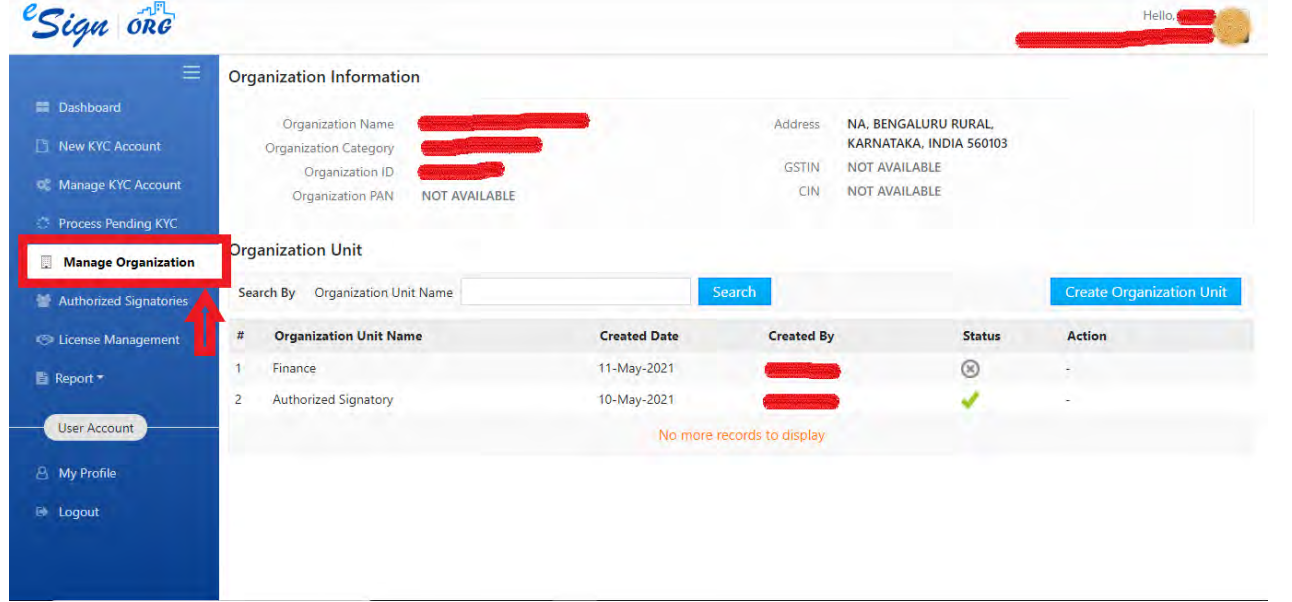 eSign ORG
Hello,
Dashboard
New KYC Account
Manage KYC Account
Process Pending KYC
Manage Organization
Authorized Signatories
License Management
Report
User Account
My Profile
Logout
Organization Information
Organization Name
Organization Category
Organization ID
Organization PAN NOT AVAILABLE
Address NA, BENGALURU RURAL,
KARNATAKA, INDIA 560103
GSTIN NOT AVAILABLE
CIN NOT AVAILABLE
Organization Unit
Search By Organization Unit Name Search Create Organization Unit
# Organization Unit Name Created Date Created By Status Action
1 Finance 11-May-2021 -
2 Authorized Signatory 10-May-2021 -
No more records to display